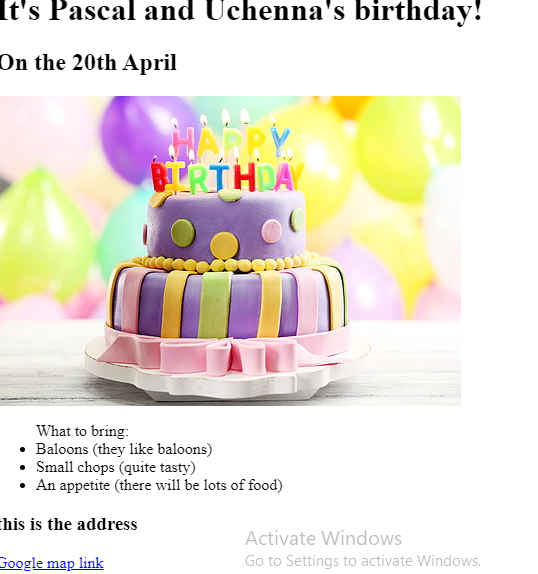 It's Pascal and Uchenna's birthday!
On the 20th April
HAPPY
BIRTHDAY
What to bring:
Baloons (they like baloons)
Small chops (quite tasty)
An appetite (there will be lots of food)
this is the address
Activate Windows
Google map link
Go to Settings to activate Windows.